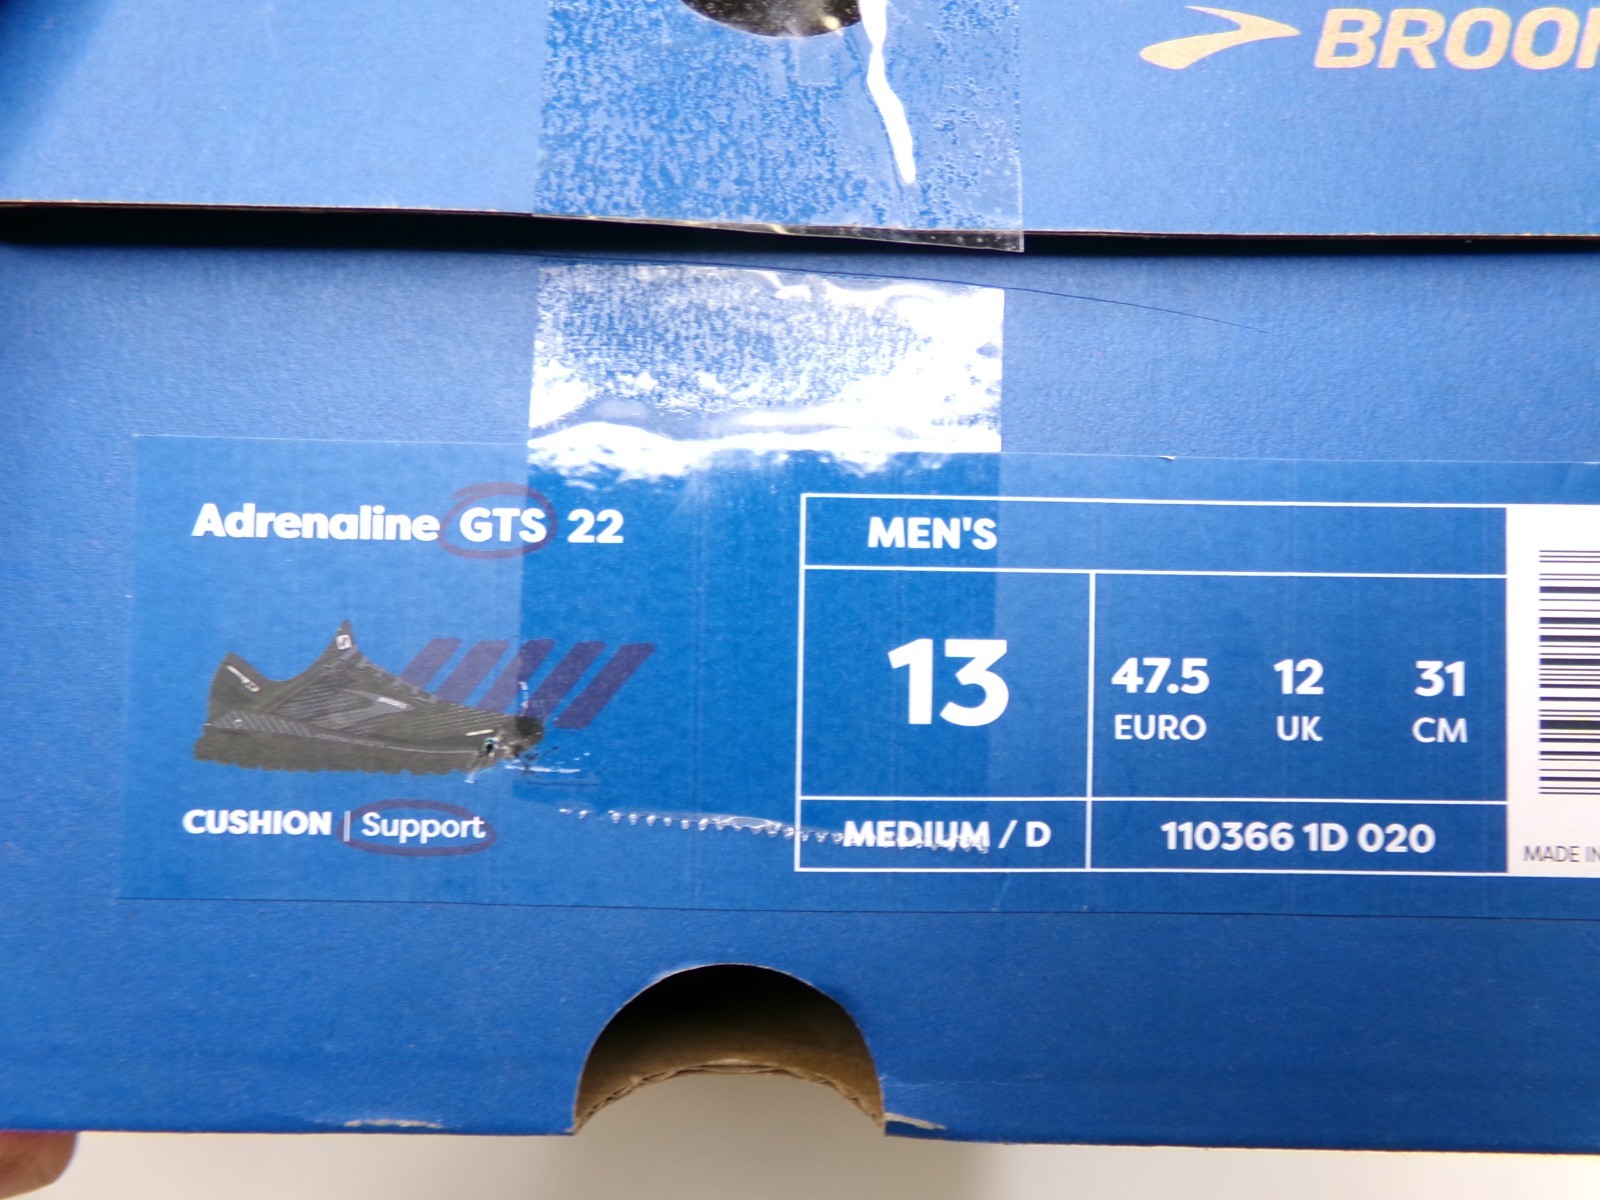 BROOK
Adrenaline GTS 22
CUSHION | Support
MEN'S
13
47.5 EURO
12 UK
31 CM
MEDIUM / D
110366 1D 020
MADE IN